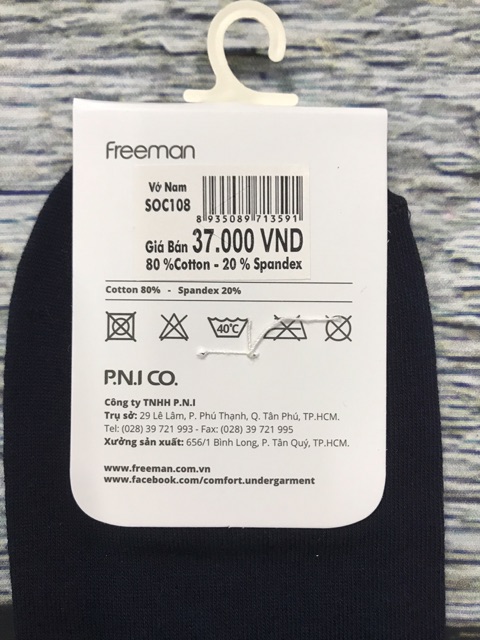 freeman
Vớ Nam
SOC108
8 935089 713591
Giá Bán 37.000 VND
80 %Cotton - 20 % Spandex
Cotton 80% - Spandex 20%
40°C
P.N.I CO.
Công ty TNHH P.N.I
Trụ sở: 29 Lê Lâm, P. Phú Thạnh, Q. Tân Phú, TP.HCM.
Tel: (028) 39 721 993 - Fax: (028) 39 721 995
Xưởng sản xuất: 656/1 Bình Long, P. Tân Quý, TP.HCM.
www.freeman.com.vn
www.facebook.com/comfort.undergarment